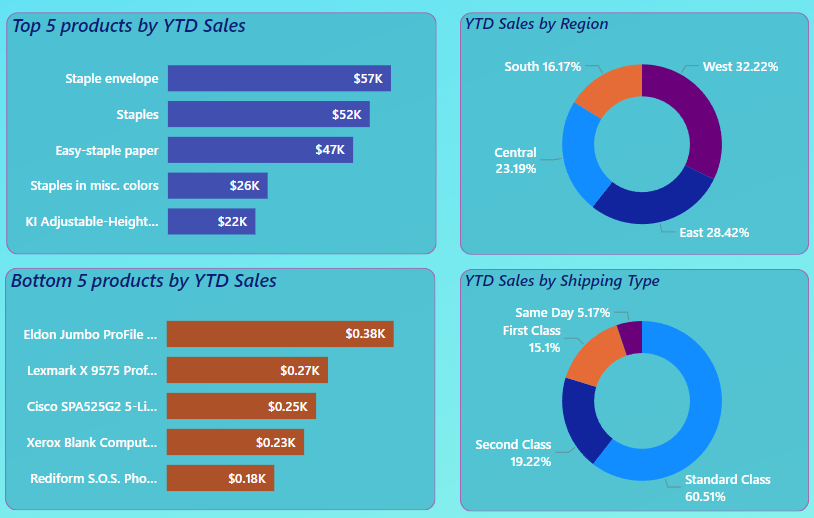 Top 5 products by YTD Sales
Staple envelope
$57K
Staples
$52K
Easy-staple paper
$47K
Staples in misc. colors
$26K
KI Adjustable-Height...
$22K
YTD Sales by Region
South 16.17%
West 32.22%
Central
23.19%
East 28.42%
Bottom 5 products by YTD Sales
Eldon Jumbo ProFile ...
$0.38K
Lexmark X 9575 Prof...
$0.27K
Cisco SPA525G2 5-Li...
$0.25K
Xerox Blank Comput...
$0.23K
Rediform S.O.S. Pho...
$0.18K
YTD Sales by Shipping Type
Same Day 5.17%
First Class
15.1%
Second Class
19.22%
Standard Class
60.51%